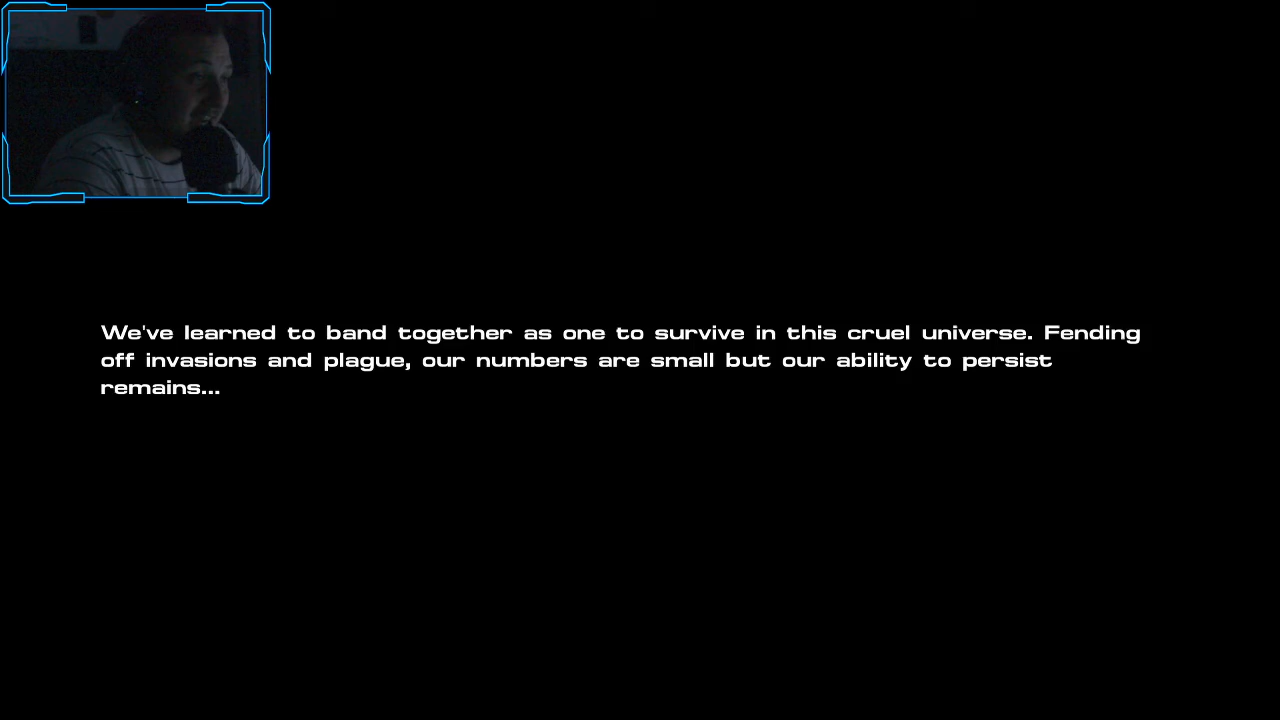 We've learned to band together as one to survive in this cruel universe. Fending
off invasions and plague, our numbers are small but our ability to persist
remains...